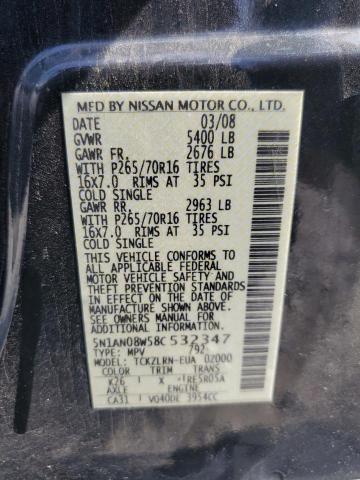 MFD BY NISSAN MOTOR CO., LTD.
DATE 03/08
GVWR 5400 LB
GAWR FR. 2676 LB
WITH P265/70R16 TIRES
16X7.0 RIMS AT 35 PSI
COLD SINGLE
GAWR RR. 2963 LB
WITH P265/70R16 TIRES
16X7.0 RIMS AT 35 PSI
COLD SINGLE
THIS VEHICLE CONFORMS TO
ALL APPLICABLE FEDERAL
MOTOR VEHICLE SAFETY AND
THEFT PREVENTION STANDARDS
IN EFFECT ON THE DATE OF
MANUFACTURE SHOWN ABOVE.
SEE OWNERS MANUAL FOR
ADDITIONAL INFORMATION
5N1AN08W58C532347
TYPE: MPV 792
MODEL: TCKZLRN-EUA 02000
COLOR TRIM TRANS
K26 X RE5R05A
AXLE ENGINE
CA31 VQ40DE 3954CC